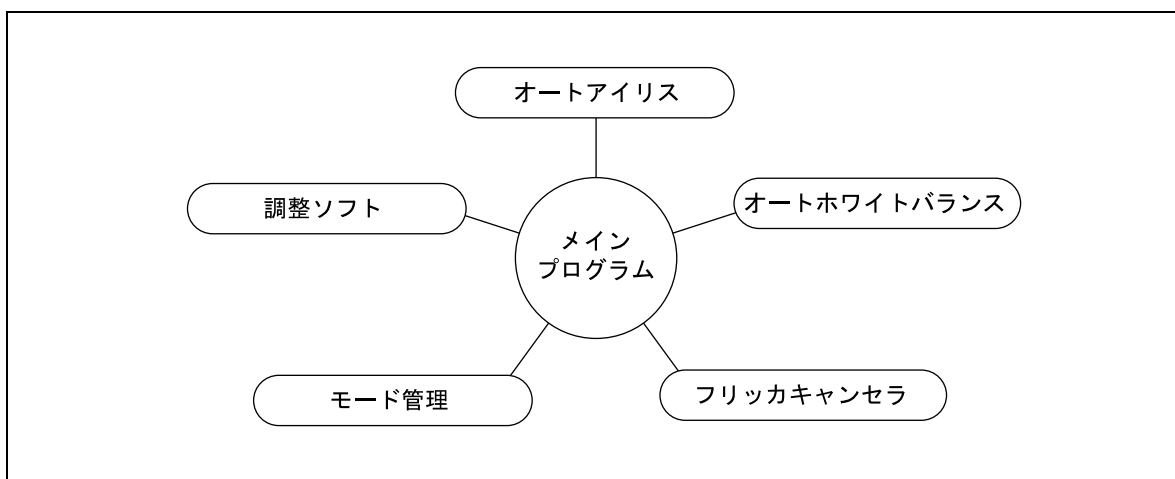 オートアイリス
調整ソフト
オートホワイトバランス
メイン
プログラム
モード管理
フリッカキャンセラ